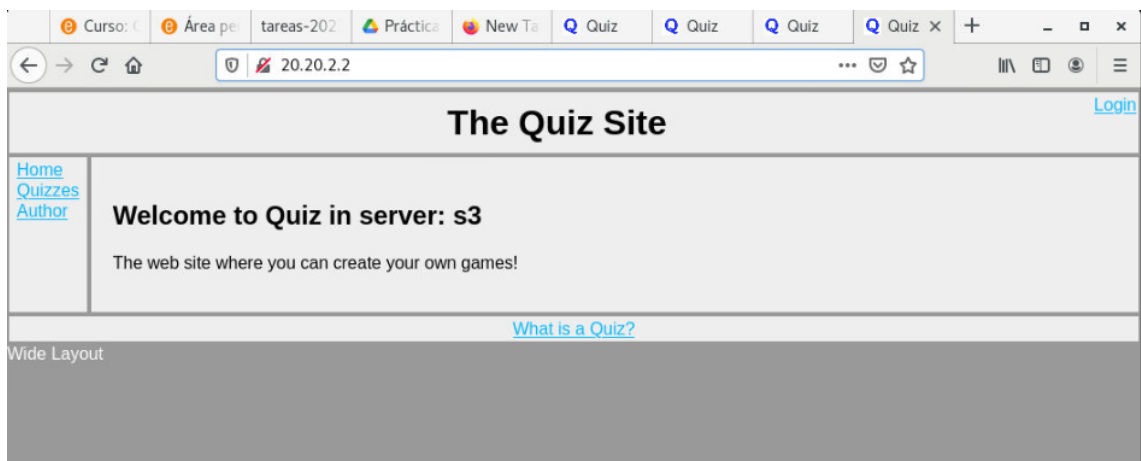 Curso: C Área pe tareas-202 Práctica New Ta Quiz Quiz Quiz Quiz
20.20.2.2
The Quiz Site
Login
Home
Quizzes
Author
Welcome to Quiz in server: s3
The web site where you can create your own games!
What is a Quiz?
Wide Layout